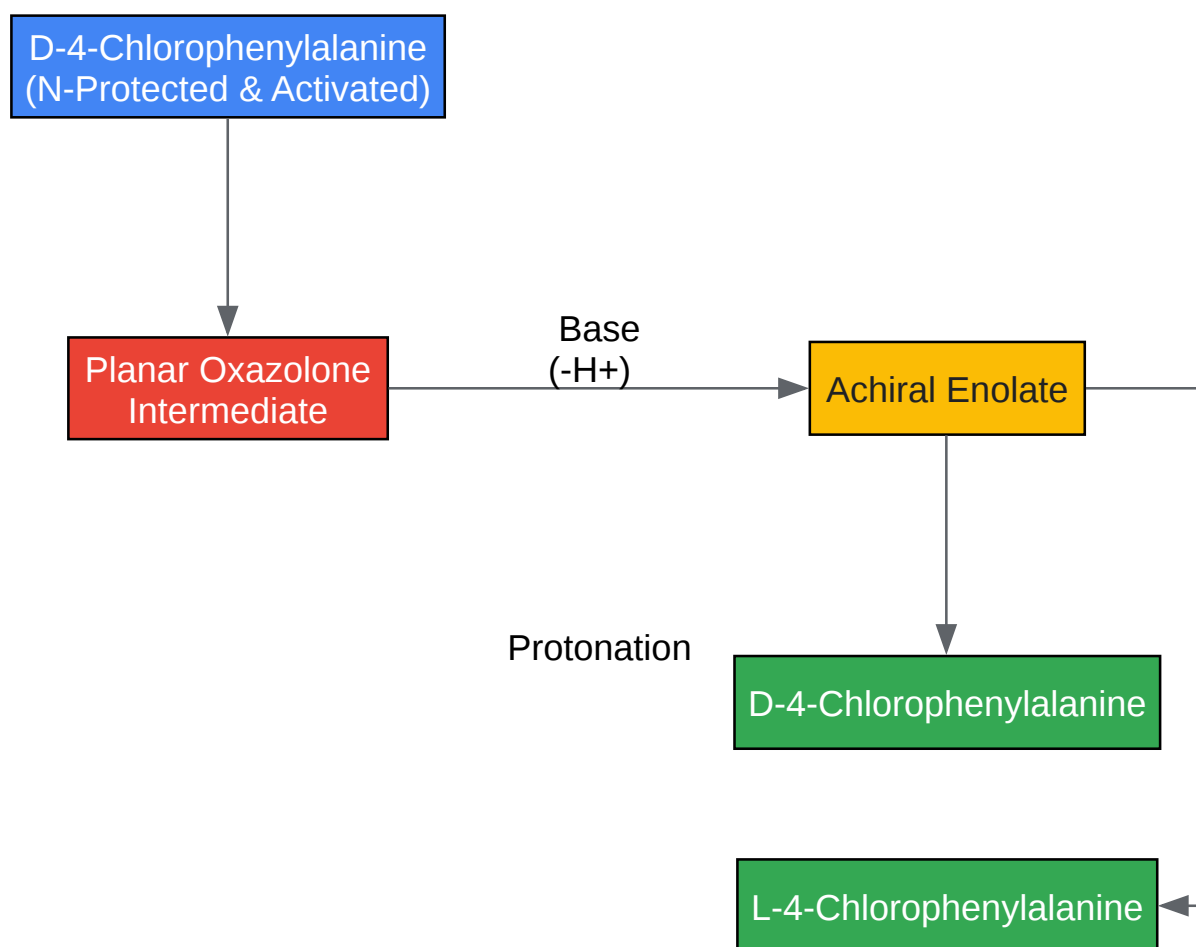 D-4-Chlorophenylalanine
(N-Protected & Activated)
Planar Oxazolone
Intermediate
Base
(-H+)
Achiral Enolate
Protonation
D-4-Chlorophenylalanine
L-4-Chlorophenylalanine